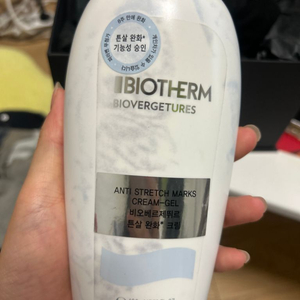 튼살 완화*
기능성 승인
BIOTHERM
BIOVERGETURES
ANTI STRETCH MARKS
CREAM-GEL
비오베르제뛰르
튼살 완화* 크림